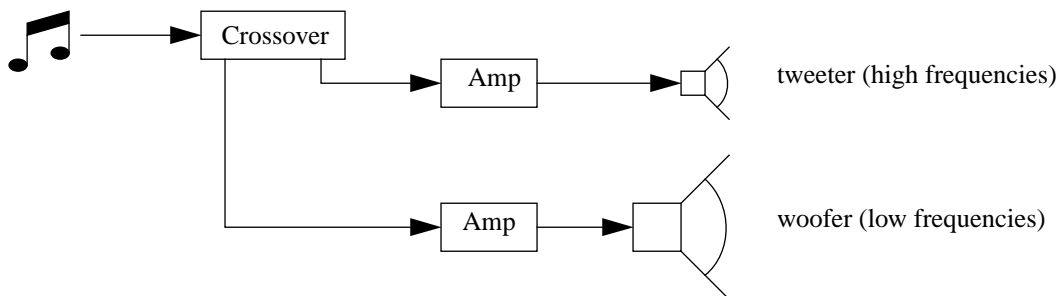 Crossover
Amp
tweeter (high frequencies)
Amp
woofer (low frequencies)